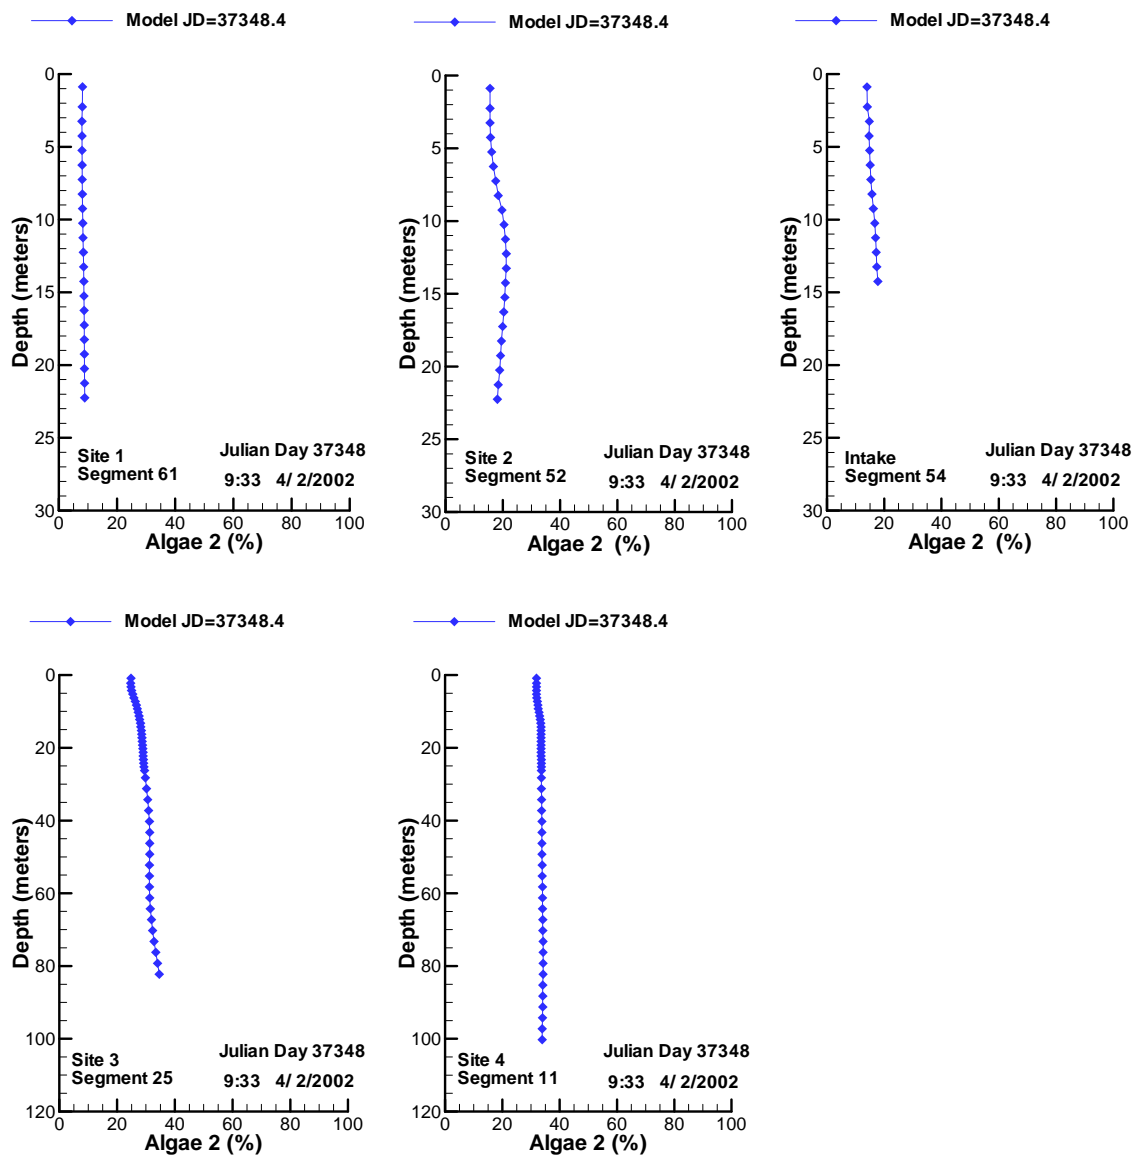 Model JD=37348.4
Model JD=37348.4
Model JD=37348.4
0
5
10
15
20
25
30
Depth (meters)
Site 1
Segment 61
Julian Day 37348
9:33 4/ 2/2002
0 20 40 60 80 100
Algae 2 (%)
0
5
10
15
20
25
30
Depth (meters)
Site 2
Segment 52
Julian Day 37348
9:33 4/ 2/2002
0 20 40 60 80 100
Algae 2 (%)
0
5
10
15
20
25
30
Depth (meters)
Intake
Segment 54
Julian Day 37348
9:33 4/ 2/2002
0 20 40 60 80 100
Algae 2 (%)
Model JD=37348.4
Model JD=37348.4
0
20
40
60
80
100
120
Depth (meters)
Site 3
Segment 25
Julian Day 37348
9:33 4/ 2/2002
0 20 40 60 80 100
Algae 2 (%)
0
20
40
60
80
100
120
Depth (meters)
Site 4
Segment 11
Julian Day 37348
9:33 4/ 2/2002
0 20 40 60 80 100
Algae 2 (%)